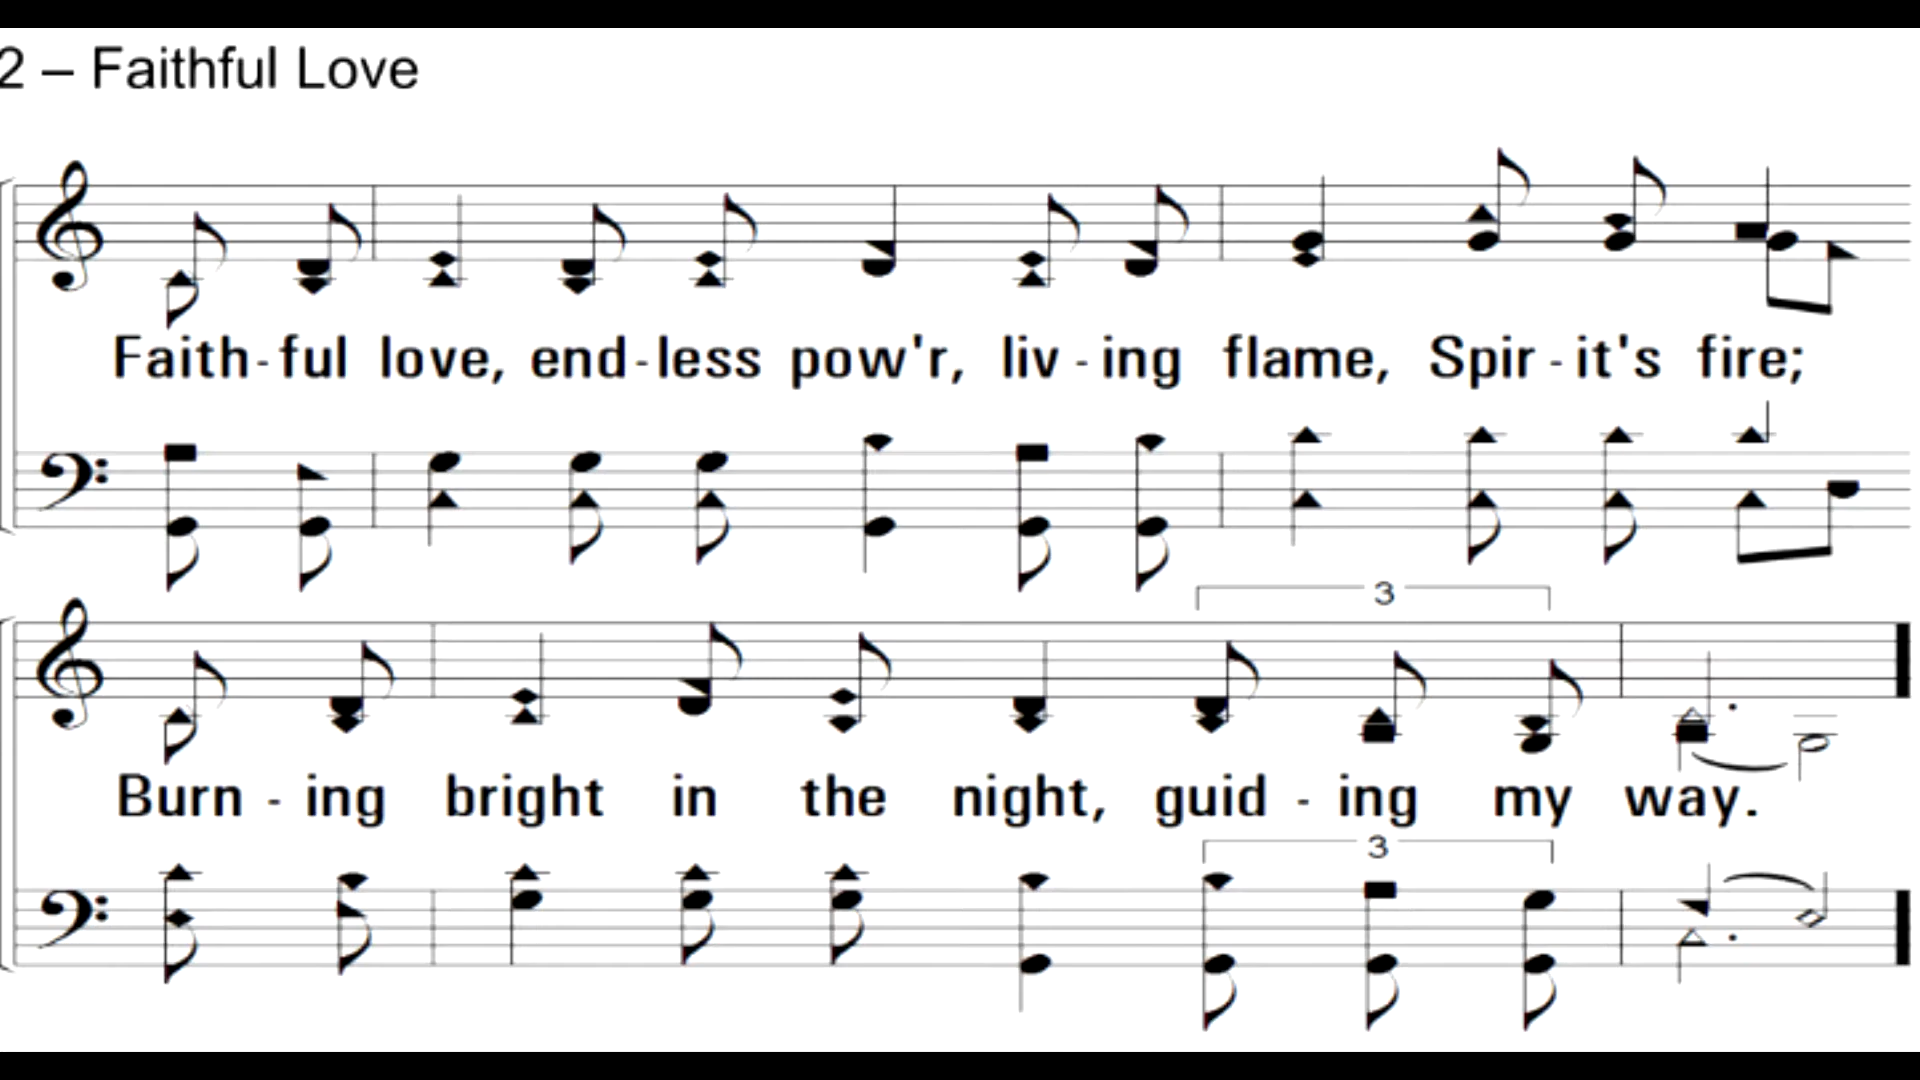 2 – Faithful Love
Faith - ful love, end - less pow'r, liv - ing flame, Spir - it's fire;
3
Burn - ing bright in the night, guid - ing my way.
3